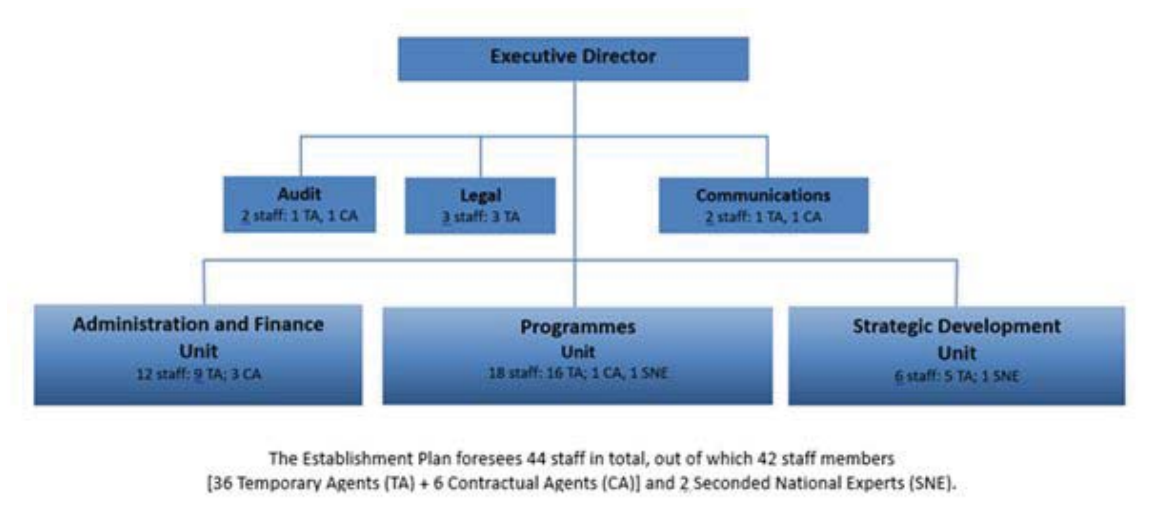 Executive Director
Audit
2 staff: 1 TA, 1 CA
Legal
3 staff: 3 TA
Communications
2 staff: 1 TA, 1 CA
Administration and Finance
Unit
12 staff: 9 TA; 3 CA
Programmes
Unit
18 staff: 16 TA; 1 CA, 1 SNE
Strategic Development
Unit
6 staff: 5 TA; 1 SNE
The Establishment Plan foresees 44 staff in total, out of which 42 staff members
[36 Temporary Agents (TA) + 6 Contractual Agents (CA)] and 2 Seconded National Experts (SNE).